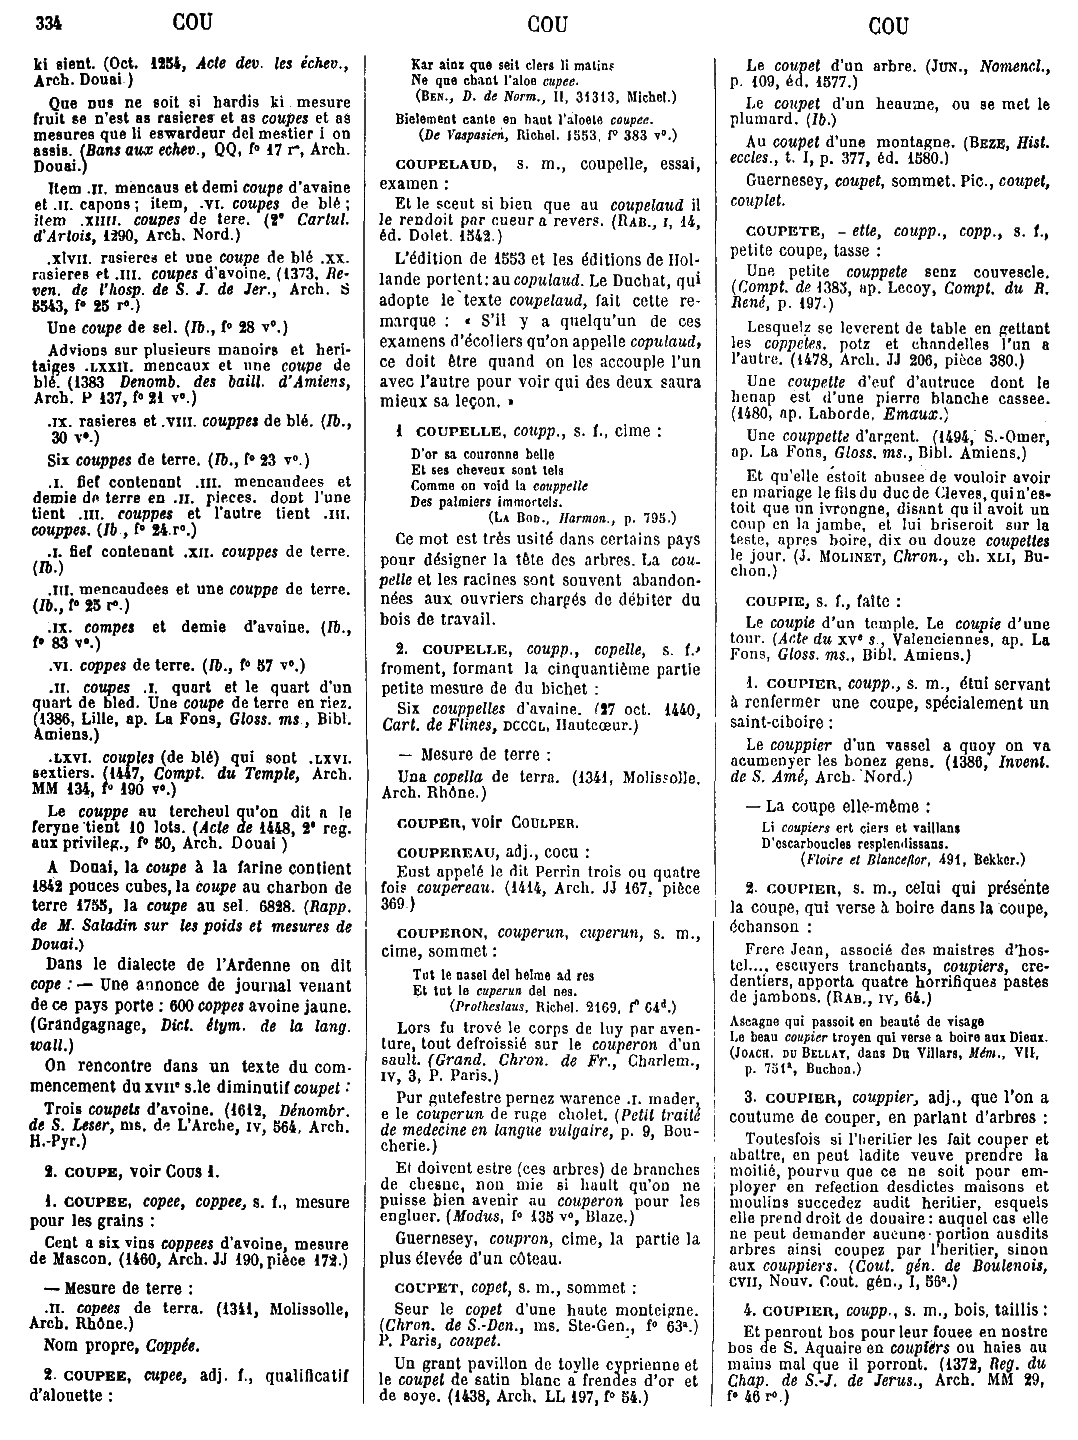 334 COU COU COU
ki sient. (Oct. 1254, Acte dev. les échev.,
Arch. Douai)
Que nus ne soit si hardis ki mesure
fruit se n'est as rasieres et as coupes et as
mesures que li eswardeur del mestier i on
assis. (Bans aux echev., QQ, f° 17 r°, Arch.
Douai.)
Item .II. mencaus et demi coupe d'avaine
et .II. capons; item, .VI. coupes de blé;
item .XIIII. coupes de tere. (2e Cartul.
d'Artois, 1290, Arch. Nord.)
.xlvii. rasieres et une coupe de blé .xx.
rasieres et .III. coupes d'avoine. (1373, Re-
ven. de l'hosp. de S. J. de Jer., Arch. S
5543, f° 25 r°.)
Une coupe de sel. (Ib., f° 28 v°.)
Advions sur plusieurs manoirs et heri-
taiges .LXXII. mencaux et une coupe de
blé. (1383 Denomb. des baill. d'Amiens,
Arch. P 137, f° 21 v°.)
.IX. rasieres et .VIII. couppes de blé. (Ib.,
30 v°.)
Six couppes de terre. (Ib., f° 23 v°.)
.I. fief contenant .III. mencaudees et
demie de terre en .II. pieces. dont l'une
tient .III. couppes et l'autre tient .III.
couppes. (Ib., f° 24 r°.)
.I. fief contenant .XII. couppes de terre.
(Ib.)
.III. mencaudees et une couppe de terre.
(Ib., f° 25 r°.)
.IX. compes et demie d'avaine. (Ib.,
f° 83 v°.)
.VI. coppes de terre. (Ib., f° 57 v°.)
.II. coupes .I. quart et le quart d'un
quart de bled. Une coupe de terre en riez.
(1386, Lille, ap. La Fons, Gloss. ms., Bibl.
Amiens.)
.LXVI. couples (de blé) qui sont .LXVI.
sextiers. (1447, Compt. du Temple, Arch.
MM 134, f° 190 v°.)
Le couppe au tercheul qu'on dit a le
feryne tient 10 lots. (Acte de 1448, 2e reg.
aux privileg., f° 50, Arch. Douai)
A Douai, la coupe à la farine contient
1842 pouces cubes, la coupe au charbon de
terre 1755, la coupe au sel 6828. (Rapp.
de M. Saladin sur les poids et mesures de
Douai.)
Dans le dialecte de l'Ardenne on dit
cope : — Une annonce de journal venant
de ce pays porte : 600 coppes avoine jaune.
(Grandgagnage, Dict. étym. de la lang.
wall.)
On rencontre dans un texte du com-
mencement du XVIIe s. le diminutif coupet :
Trois coupets d'avoine. (1612, Dénombr.
de S. Leser, ms. de L'Arche, IV, 564, Arch.
H.-Pyr.)
2. COUPE, voir COUS 1.
1. COUPEE, copee, coppee, s. f., mesure
pour les grains :
Cent a six vins coppees d'avoine, mesure
de Mascon. (1460, Arch. JJ 190, pièce 172.)
— Mesure de terre :
.II. copees de terra. (1341, Molissolle,
Arch. Rhône.)
Nom propre, Coppée.
2. COUPEE, cupee, adj. f., qualificatif
d'alouette :
Kar ainz que seit clers li matins
Ne que chant l'aloe cupee.
(BEN., D. de Norm., II, 31313, Michel.)
Bielement cante en haut l'aloete coupee.
(De Vaspasien, Richel. 1553, f° 383 v°.)
COUPELAUD, s. m., coupelle, essai,
examen :
Et le sceut si bien que au coupelaud il
le rendoit par cueur a revers. (RAB., I, 14,
éd. Dolet. 1542.)
L'édition de 1553 et les éditions de Hol-
lande portent: au copulaud. Le Duchat, qui
adopte le texte coupelaud, fait cette re-
marque : « S'il y a quelqu'un de ces
examens d'écoliers qu'on appelle copulaud,
ce doit être quand on les accouple l'un
avec l'autre pour voir qui des deux saura
mieux sa leçon. »
1 COUPELLE, coupp., s. f., cime :
D'or sa couronne belle
Et ses cheveux sont tels
Comme on void la couppelle
Des palmiers immortels.
(LA BOD., Harmon., p. 795.)
Ce mot est très usité dans certains pays
pour désigner la tête des arbres. La cou-
pelle et les racines sont souvent abandon-
nées aux ouvriers chargés de débiter du
bois de travail.
2. COUPELLE, coupp., copelle, s. f.,
froment, formant la cinquantième partie
petite mesure de du bichet :
Six couppelles d'avaine. (27 oct. 1440,
Cart. de Flines, DCCCL, Hautcœur.)
— Mesure de terre :
Una copella de terra. (1341, Molissolle.
Arch. Rhône.)
COUPER, voir COULPER.
COUPEREAU, adj., cocu :
Eust appelé le dit Perrin trois ou quatre
fois coupereau. (1414, Arch. JJ 167, pièce
369.)
COUPERON, couperun, cuperun, s. m.,
cime, sommet :
Tut le nasel del helme ad res
Et tut le cuperun del nes.
(Protheslaus, Richel. 2169, f° 64d.)
Lors fu trové le corps de luy par aven-
ture, tout defroissié sur le couperon d'un
sault. (Grand. Chron. de Fr., Charlem.,
IV, 3, P. Paris.)
Pur gutefestre pernez warence .I. mader,
e le couperun de ruge cholet. (Petit traité
de medecine en langue vulgaire, p. 9, Bou-
cherie.)
Et doivent estre (ces arbres) de branches
de chesne, non mie si hault qu'on ne
puisse bien avenir au couperon pour les
engluer. (Modus, f° 135 v°, Blaze.)
Guernesey, coupron, cime, la partie la
plus élevée d'un côteau.
COUPET, copet, s. m., sommet :
Seur le copet d'une haute monteigne.
(Chron. de S.-Den., ms. Ste-Gen., f° 63a.)
P. Paris, coupet.
Un grant pavillon de toylle cyprienne et
le coupet de satin blanc a frenges d'or et
de soye. (1438, Arch. LL 197, f° 54.)
Le coupet d'un arbre. (JUN., Nomencl.,
p. 109, éd. 1577.)
Le coupet d'un heaume, ou se met le
plumard. (Ib.)
Au coupet d'une montagne. (BEZE, Hist.
eccles., t. I, p. 377, éd. 1580.)
Guernesey, coupet, sommet. Pic., coupet,
couplet.
COUPETE, - ette, coupp., copp., s. f.,
petite coupe, tasse :
Une petite couppete senz couvescle.
(Compt. de 1383, ap. Lecoy, Compt. du R.
René, p. 197.)
Lesquelz se leverent de table en gettant
les coppetes. potz et chandelles l'un a
l'autre. (1478, Arch. JJ 206, pièce 380.)
Une coupette d'euf d'autruce dont le
henap est d'une pierre blanche cassee.
(1480, ap. Laborde, Emaux.)
Une couppette d'argent. (1494, S.-Omer,
ap. La Fons, Gloss. ms., Bibl. Amiens.)
Et qu'elle estoit abusee de vouloir avoir
en mariage le fils du duc de Cleves, qui n'es-
toit que un ivrongne, disant qu'il avoit un
coup en la jambe, et lui briseroit sur la
teste, apres boire, dix ou douze coupettes
le jour. (J. MOLINET, Chron., ch. XLI, Bu-
chon.)
COUPIE, s. f., faîte :
Le coupie d'un temple. Le coupie d'une
tour. (Acte du XVe s., Valenciennes, ap. La
Fons, Gloss. ms., Bibl. Amiens.)
1. COUPIER, coupp., s. m., étui servant
à renfermer une coupe, spécialement un
saint-ciboire :
Le couppier d'un vassel a quoy on va
acumenyer les bonez gens. (1386, Invent.
de S. Amé, Arch. Nord.)
— La coupe elle-même :
Li coupiers ert ciers et vaillans
D'escarboucles resplendissans.
(Floire et Blanceflor, 491, Bekker.)
2. COUPIER, s. m., celui qui présente
la coupe, qui verse à boire dans la coupe,
échanson :
Frere Jean, associé des maistres d'hos-
tel..., escuyers tranchants, coupiers, cre-
dentiers, apporta quatre horrifiques pastes
de jambons. (RAB., IV, 64.)
Ascagne qui passoit en beauté de visage
Le beau coupier troyen qui verse a boire aux Dieux.
(JOACH. DU BELLAY, dans Du Villars, Mém., VII,
p. 751a, Buchon.)
3. COUPIER, couppier, adj., que l'on a
coutume de couper, en parlant d'arbres :
Toutesfois si l'heritier les fait couper et
abattre, en peut ladite veuve prendre la
moitié, pourvu que ce ne soit pour em-
ployer en refection desdictes maisons et
moulins succedez audit heritier, esquels
elle prend droit de douaire : auquel cas elle
ne peut demander aucune portion ausdits
arbres ainsi coupez par l'heritier, sinon
aux couppiers. (Cout. gén. de Boulenois,
CVII, Nouv. Cout. gén., I, 56a.)
4. COUPIER, coupp., s. m., bois, taillis :
Et penront bos pour leur fouee en nostre
bos de S. Aquaire en coupiers ou haies au
mains mal que il porront. (1372, Reg. du
Chap. de S.-J. de Jerus., Arch. MM 29,
f° 46 r°.)